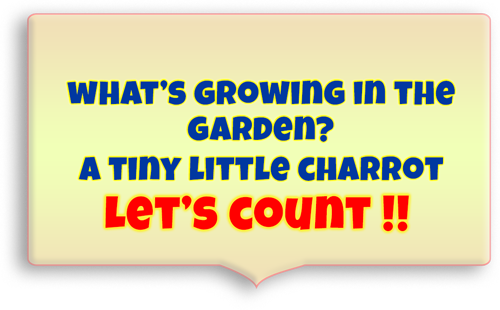 What's growing in the
garden?
A tiny little charrot
Let's count !!